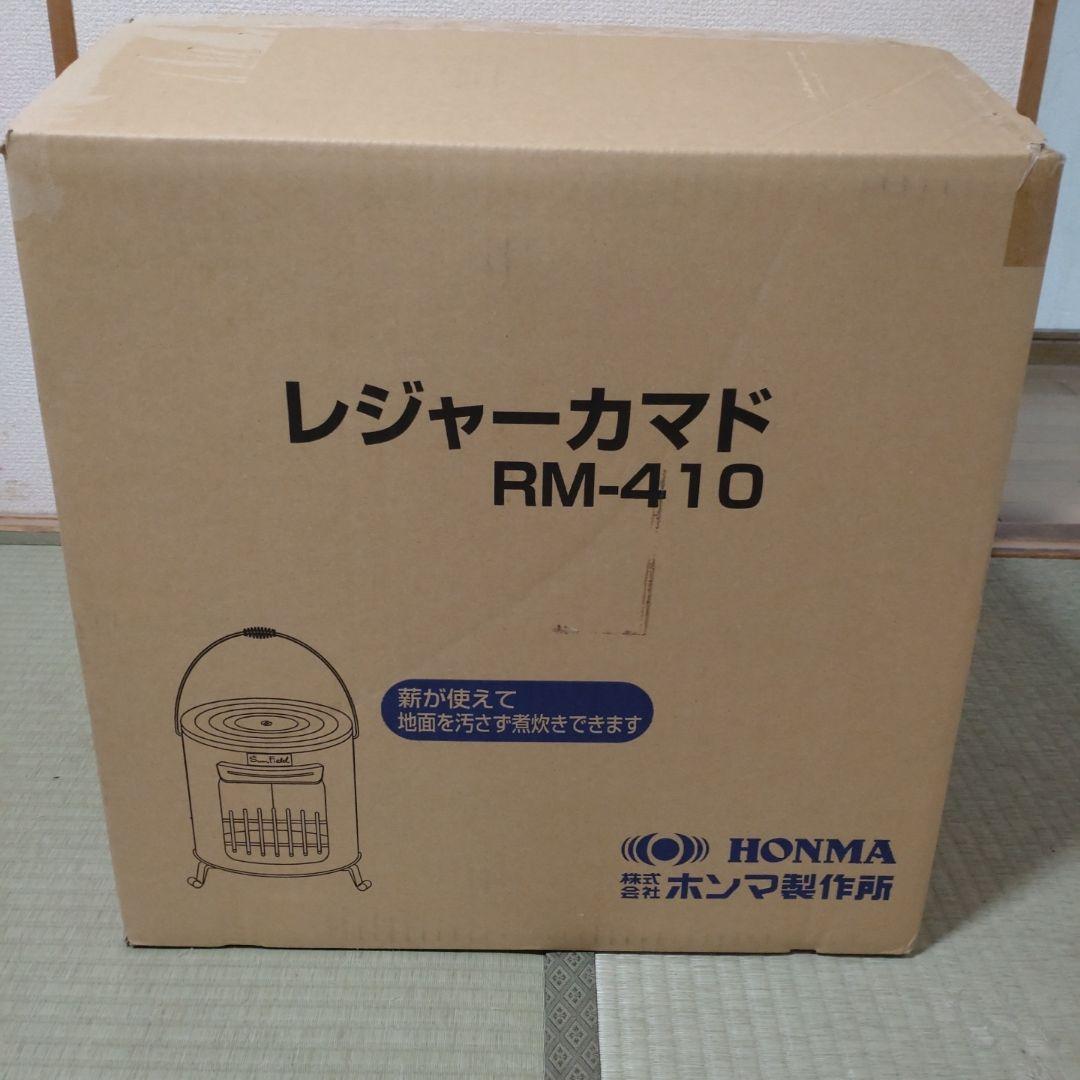 レジャーカマド
RM-410
薪が使えて
地面を汚さず煮炊きできます
Sun Field
HONMA
株式会社 ホンマ製作所